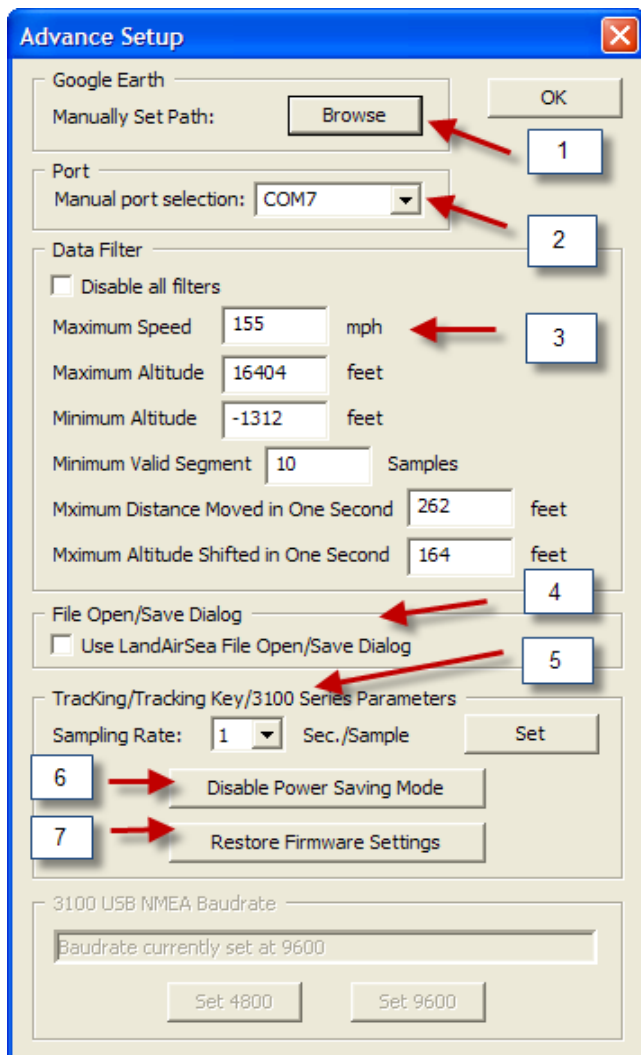 Advance Setup
Google Earth
Manually Set Path: Browse
OK
1
Port
Manual port selection: COM7
2
Data Filter
Disable all filters
Maximum Speed 155 mph
3
Maximum Altitude 16404 feet
Minimum Altitude -1312 feet
Minimum Valid Segment 10 Samples
Mximum Distance Moved in One Second 262 feet
Mximum Altitude Shifted in One Second 164 feet
4
File Open/Save Dialog
Use LandAirSea File Open/Save Dialog
5
TracKing/Tracking Key/3100 Series Parameters
Sampling Rate: 1 Sec./Sample Set
6
Disable Power Saving Mode
7
Restore Firmware Settings
3100 USB NMEA Baudrate
Baudrate currently set at 9600
Set 4800 Set 9600